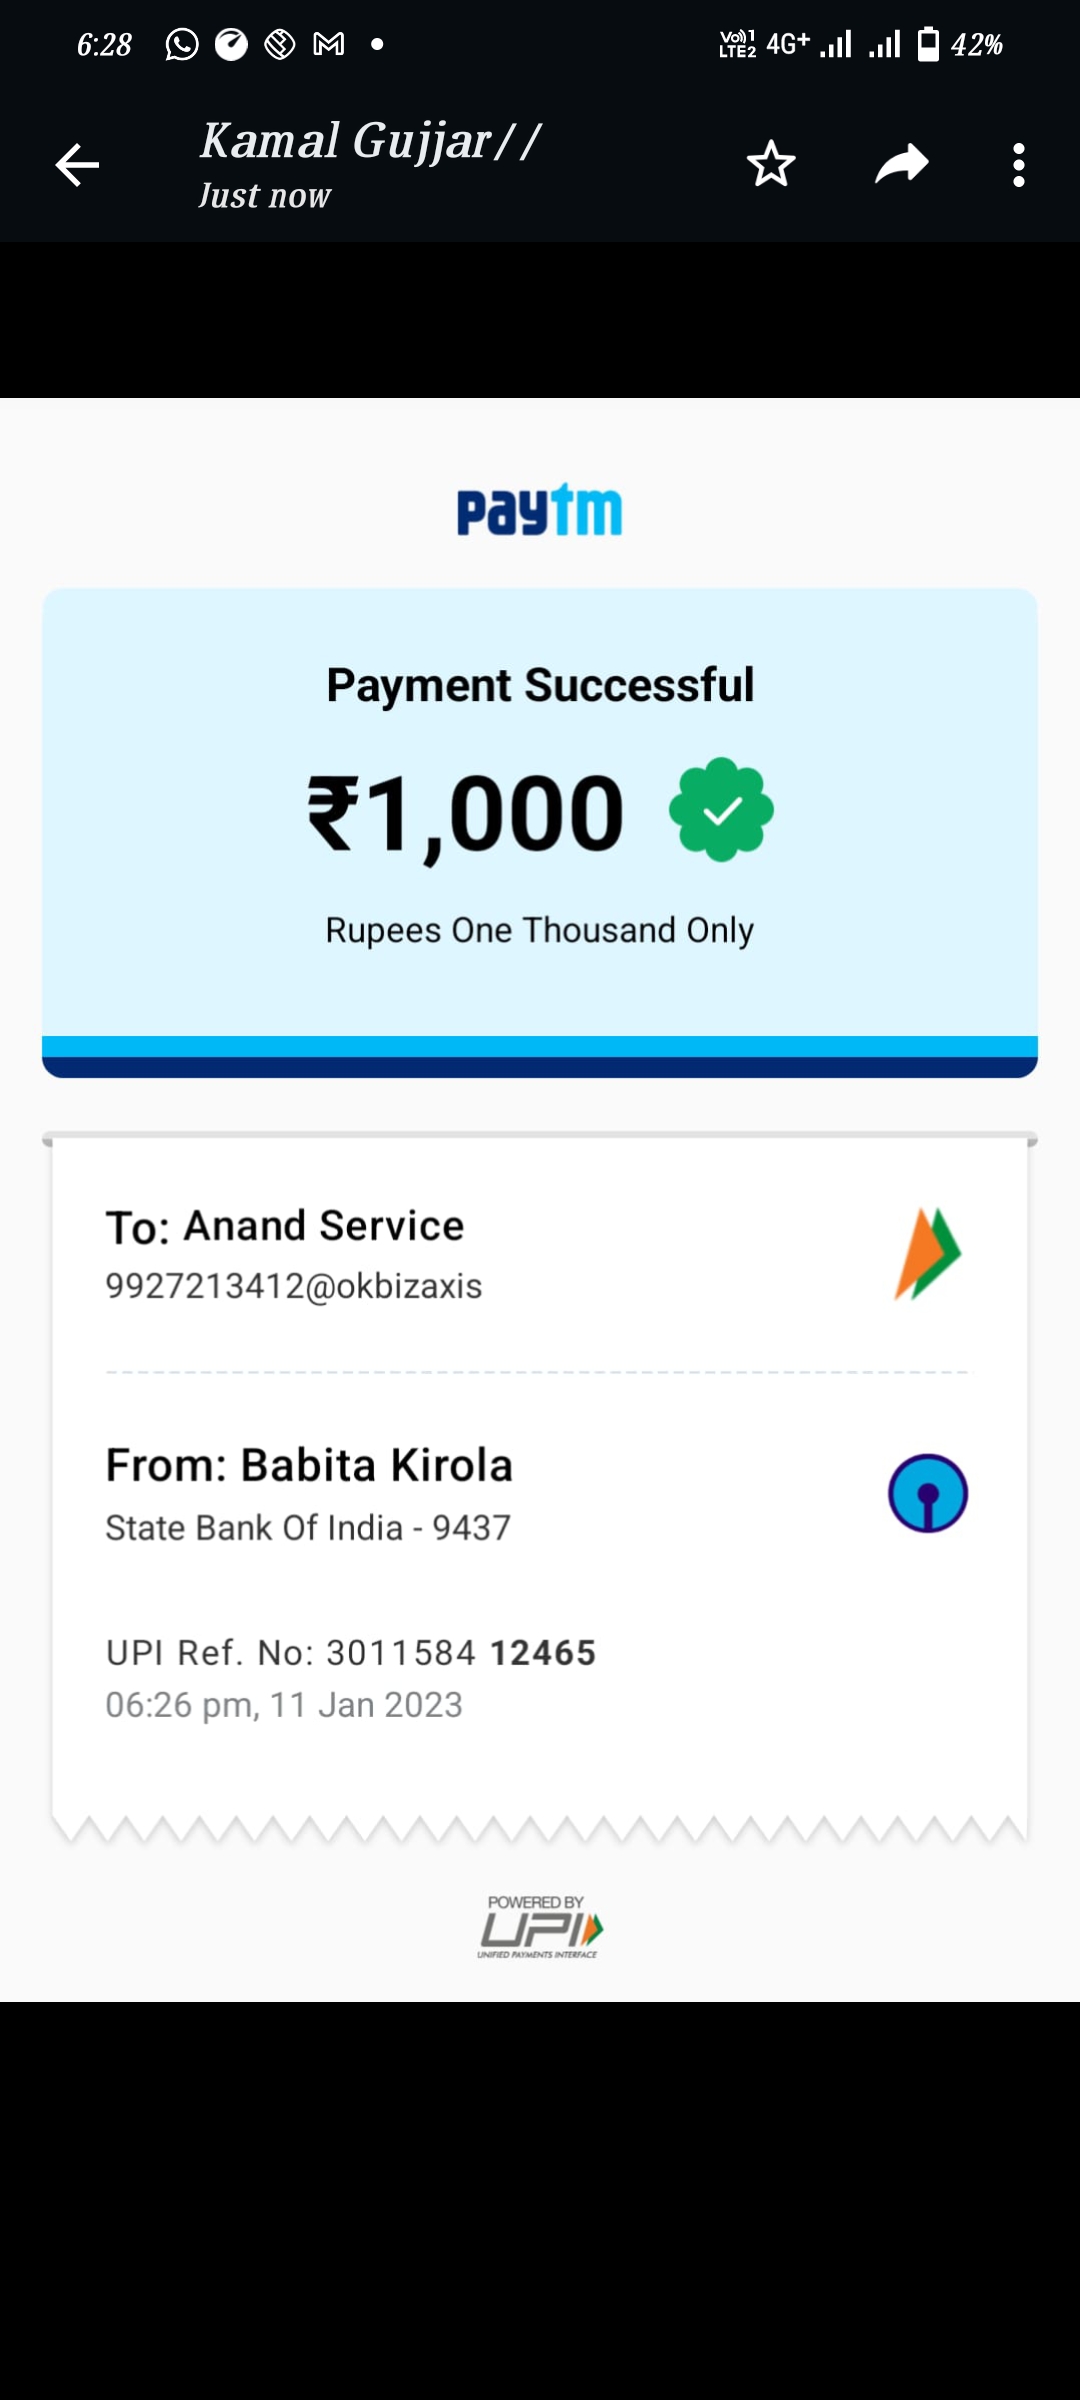 6:28
Vo)) 1 LTE2 4G+ 42%
Kamal Gujjar//
Just now
paytm
Payment Successful
₹1,000
Rupees One Thousand Only
To: Anand Service
9927213412@okbizaxis
From: Babita Kirola
State Bank Of India - 9437
UPI Ref. No: 3011584 12465
06:26 pm, 11 Jan 2023
POWERED BY
UPI
UNIFIED PAYMENTS INTERFACE